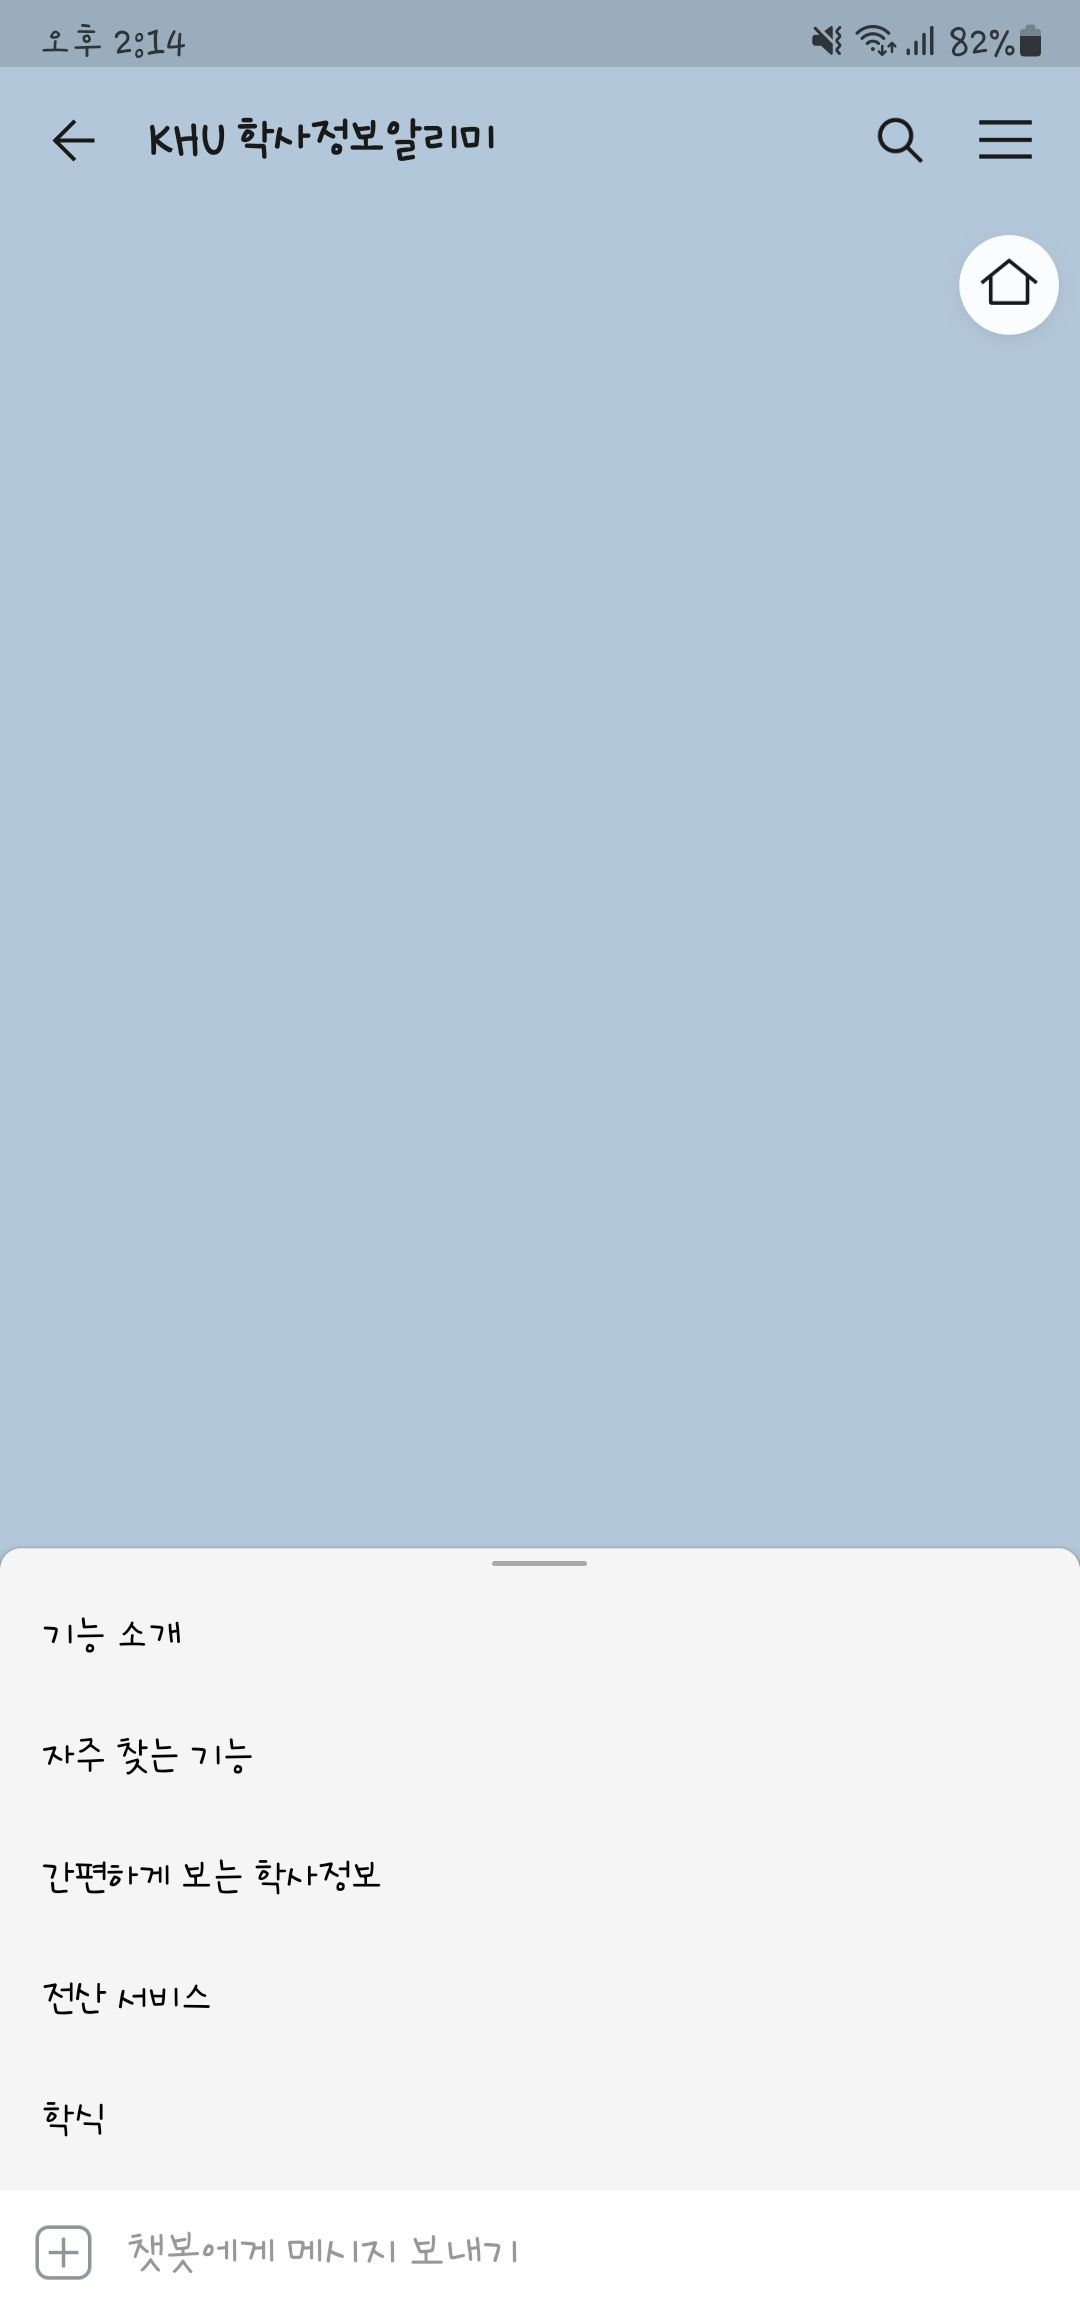 오후 2:14
82%
KHU 학사정보알리미
기능 소개
자주 찾는 기능
간편하게 보는 학사정보
전산 서비스
학식
챗봇에게 메시지 보내기